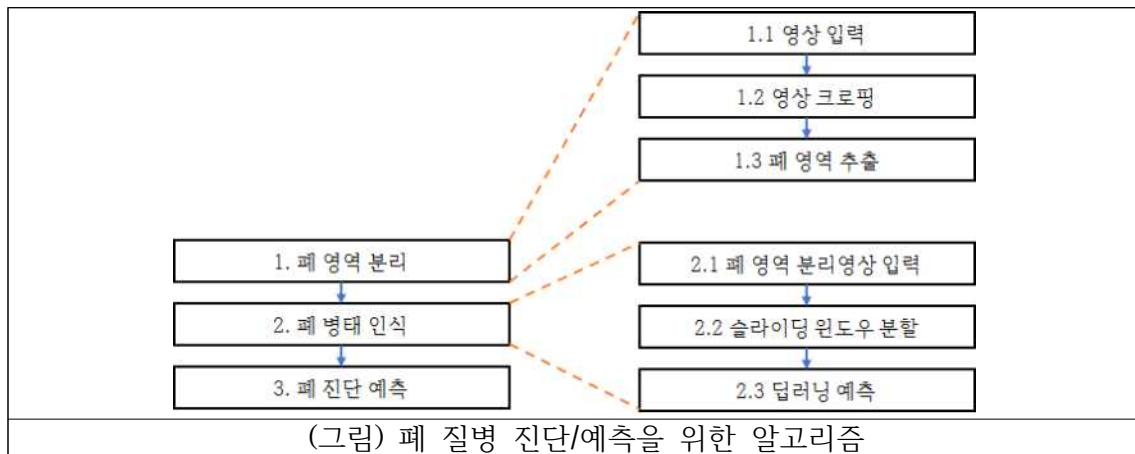 1.1 영상 입력
1.2 영상 크로핑
1.3 폐 영역 추출
1. 폐 영역 분리
2. 폐 병태 인식
3. 폐 진단 예측
2.1 폐 영역 분리영상 입력
2.2 슬라이딩 윈도우 분할
2.3 딥러닝 예측
(그림) 폐 질병 진단/예측을 위한 알고리즘